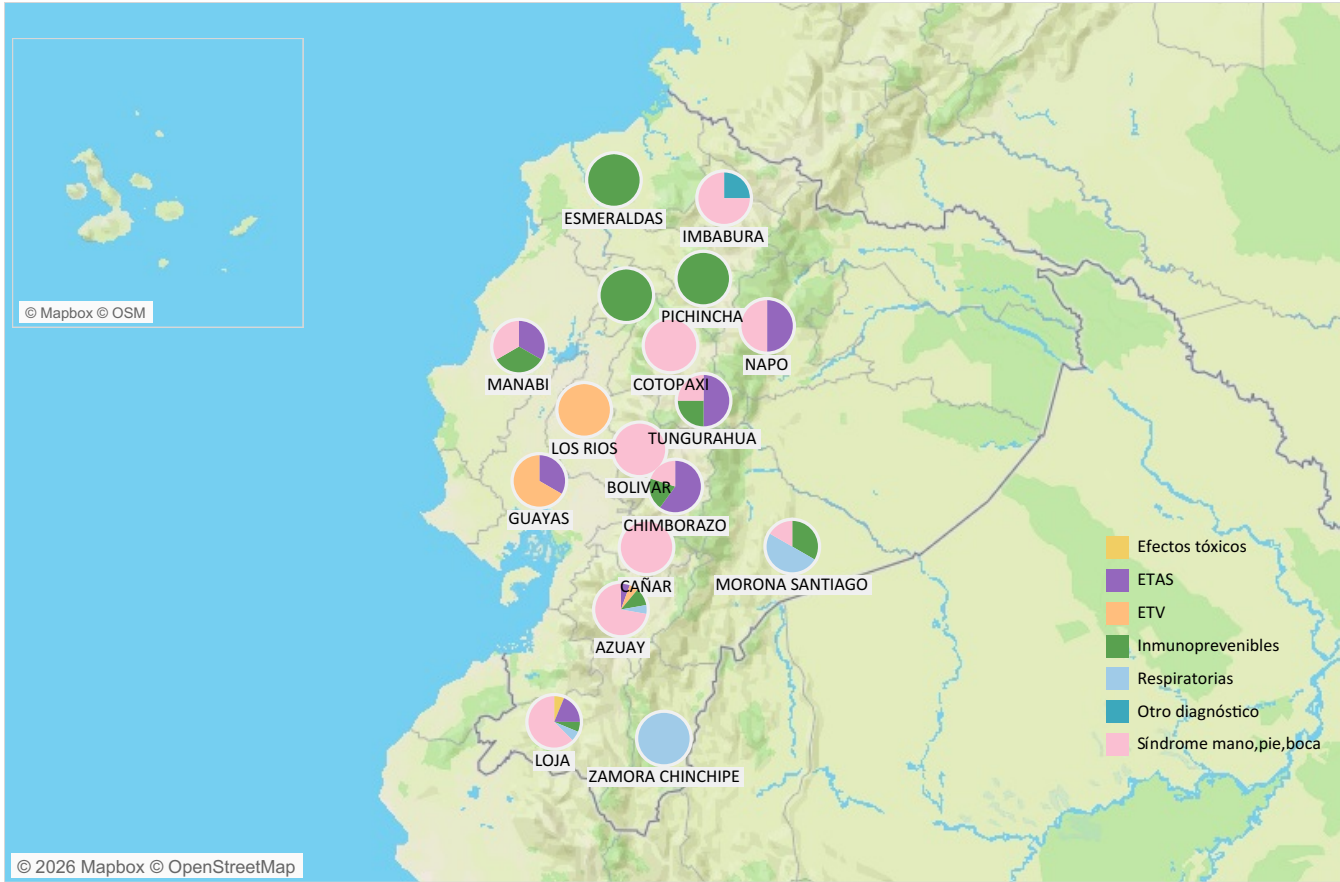 © Mapbox © OSM
ESMERALDAS
IMBABURA
PICHINCHA
NAPO
MANABI
COTOPAXI
TUNGURAHUA
LOS RIOS
BOLIVAR
GUAYAS
CHIMBORAZO
CAÑAR
MORONA SANTIAGO
AZUAY
LOJA
ZAMORA CHINCHIPE
Efectos tóxicos
ETAS
ETV
Inmunoprevenibles
Respiratorias
Otro diagnóstico
Síndrome mano,pie,boca
© 2026 Mapbox © OpenStreetMap